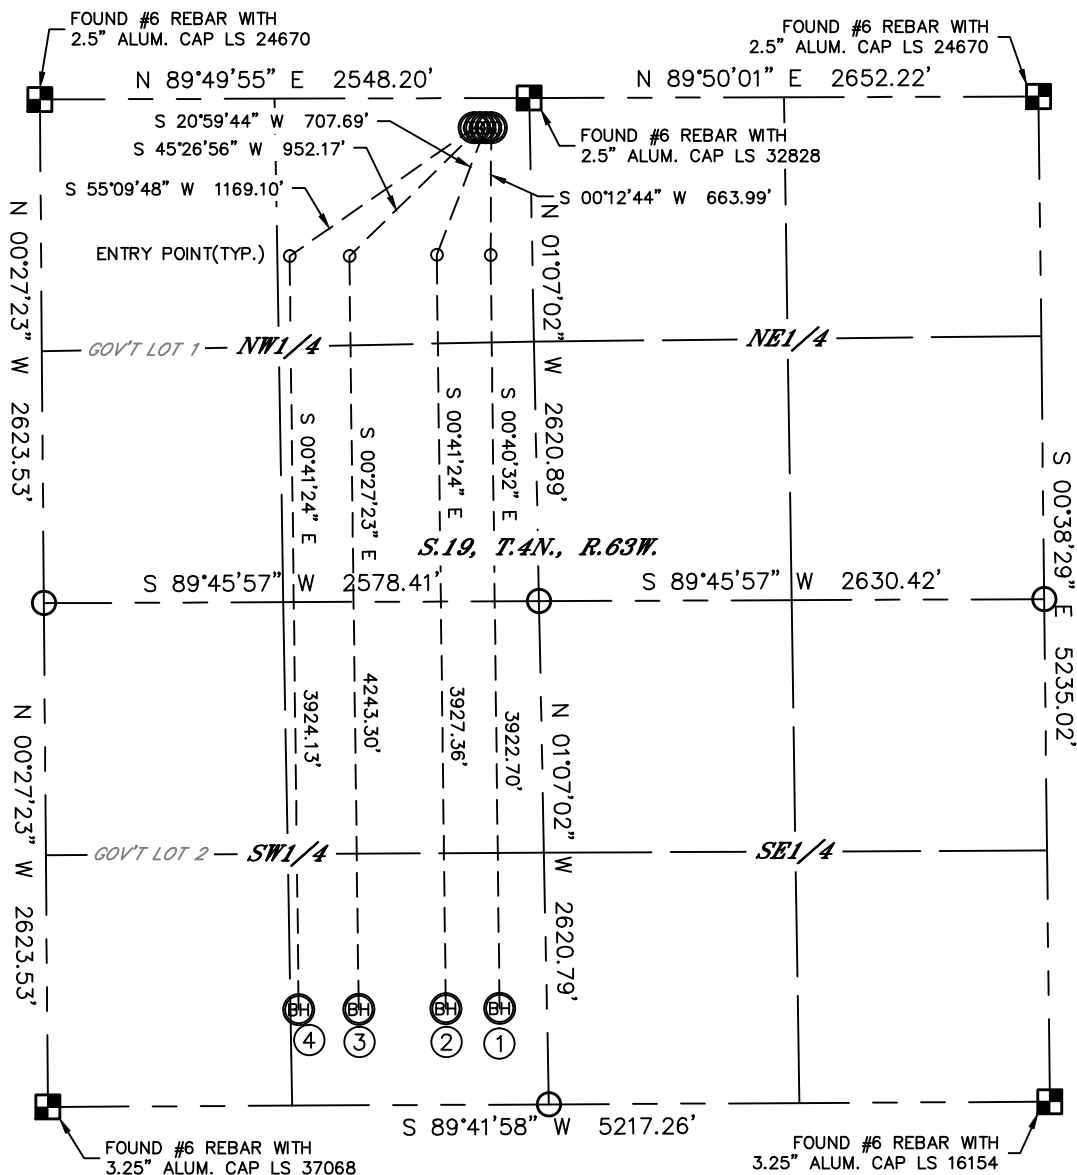 FOUND #6 REBAR WITH
2.5" ALUM. CAP LS 24670
FOUND #6 REBAR WITH
2.5" ALUM. CAP LS 24670
N 89°49'55" E 2548.20'
N 89°50'01" E 2652.22'
S 20°59'44" W 707.69'
S 45°26'56" W 952.17'
FOUND #6 REBAR WITH
2.5" ALUM. CAP LS 32828
S 55°09'48" W 1169.10'
S 00°12'44" W 663.99'
ENTRY POINT(TYP.)
N 00°27'23" W 2623.53'
N 01°07'02" W 2620.89'
GOV'T LOT 1
NW1/4
NE1/4
S 00°41'24" E
S 00°27'23" E
S 00°41'24" E
S 00°40'32" E
S 00°38'29" E 5235.02'
S.19, T.4N., R.63W.
S 89°45'57" W 2578.41'
S 89°45'57" W 2630.42'
3924.13'
4243.30'
3927.36'
3922.70'
N 00°27'23" W 2623.53'
N 01°07'02" W 2620.79'
GOV'T LOT 2
SW1/4
SE1/4
BH
BH
BH
BH
4
3
2
1
S 89°41'58" W 5217.26'
FOUND #6 REBAR WITH
3.25" ALUM. CAP LS 37068
FOUND #6 REBAR WITH
3.25" ALUM. CAP LS 16154